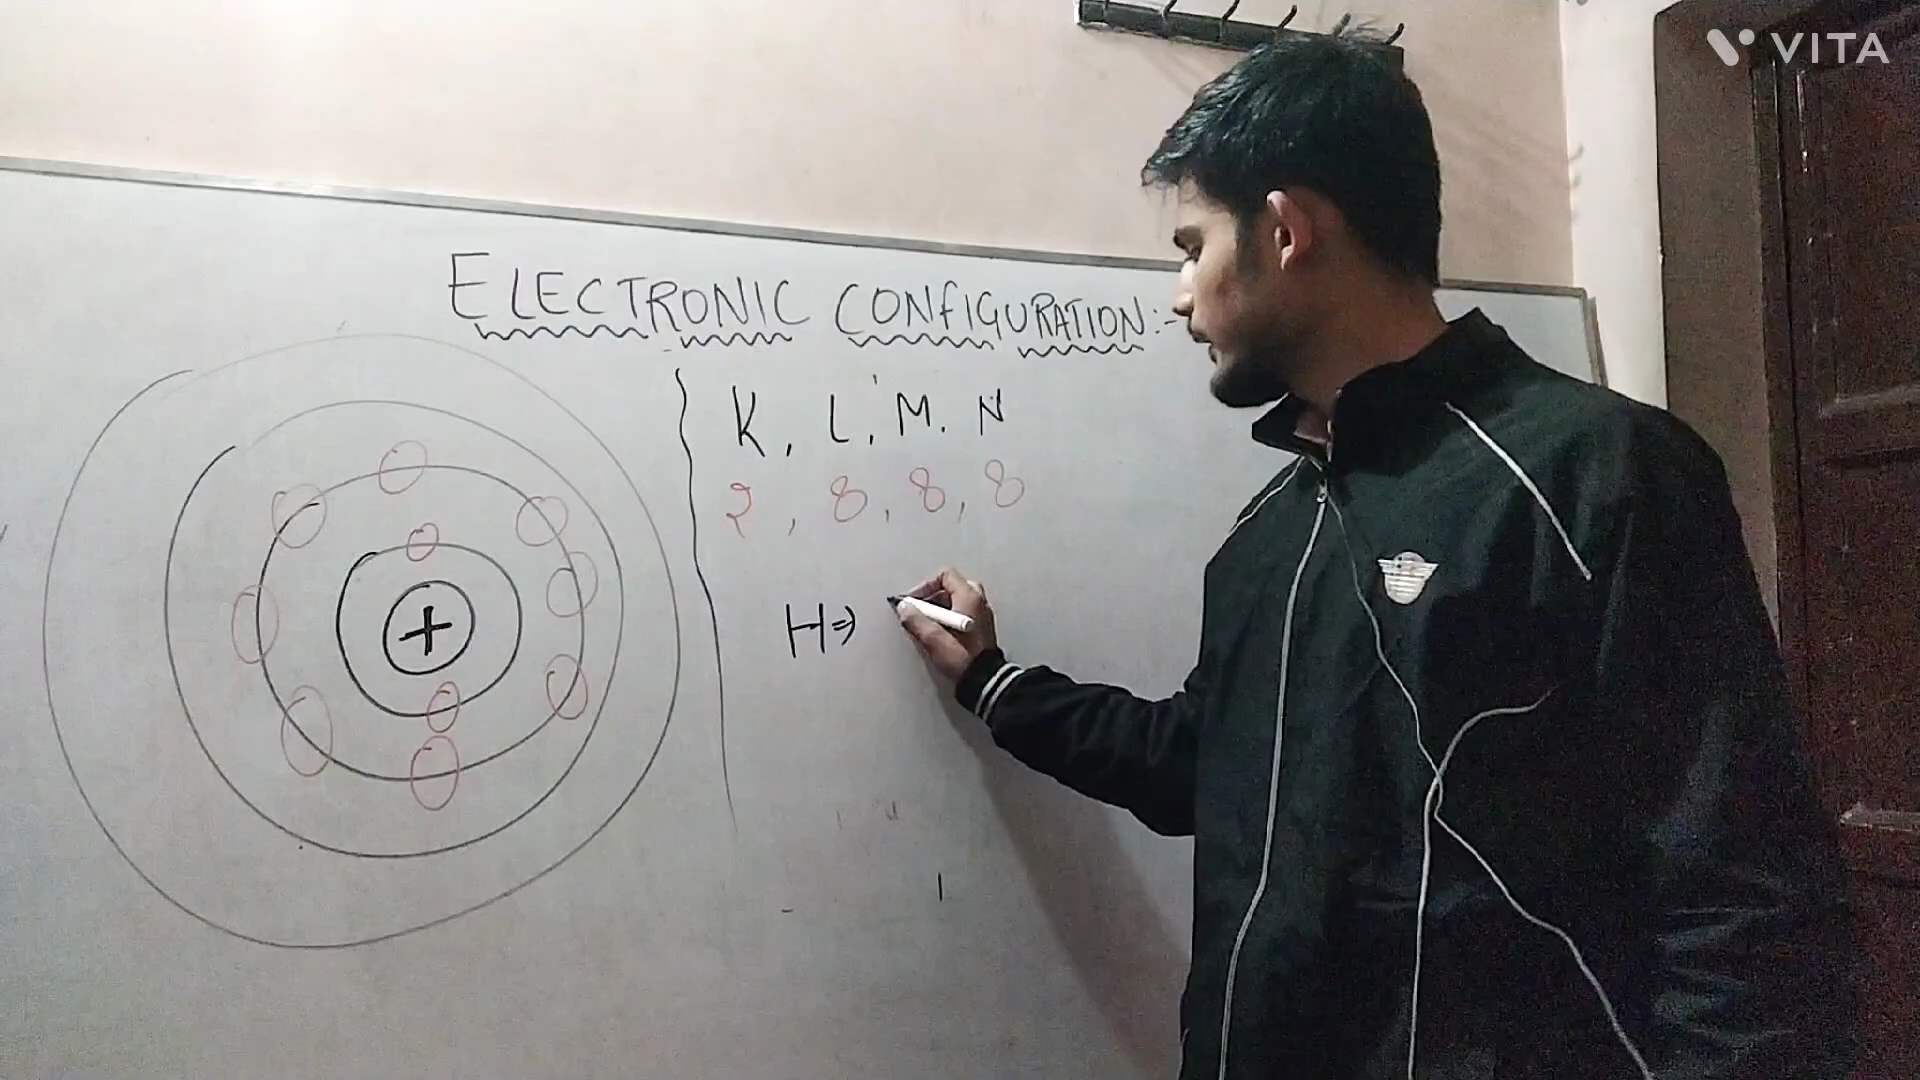 VITA
ELECTRONIC CONFIGURATION:-
K, L, M, N
2, 8, 8, 8
+
H⇒